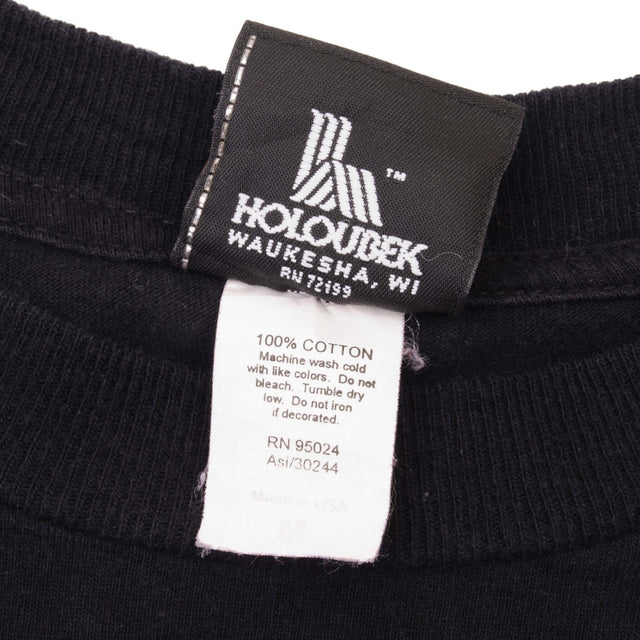 TM
HOLOUBEK
WAUKESHA, WI
RN 72199
100% COTTON
Machine wash cold
with like colors. Do not
bleach. Tumble dry
low. Do not iron
if decorated.
RN 95024
Asi/30244
Made in USA
M